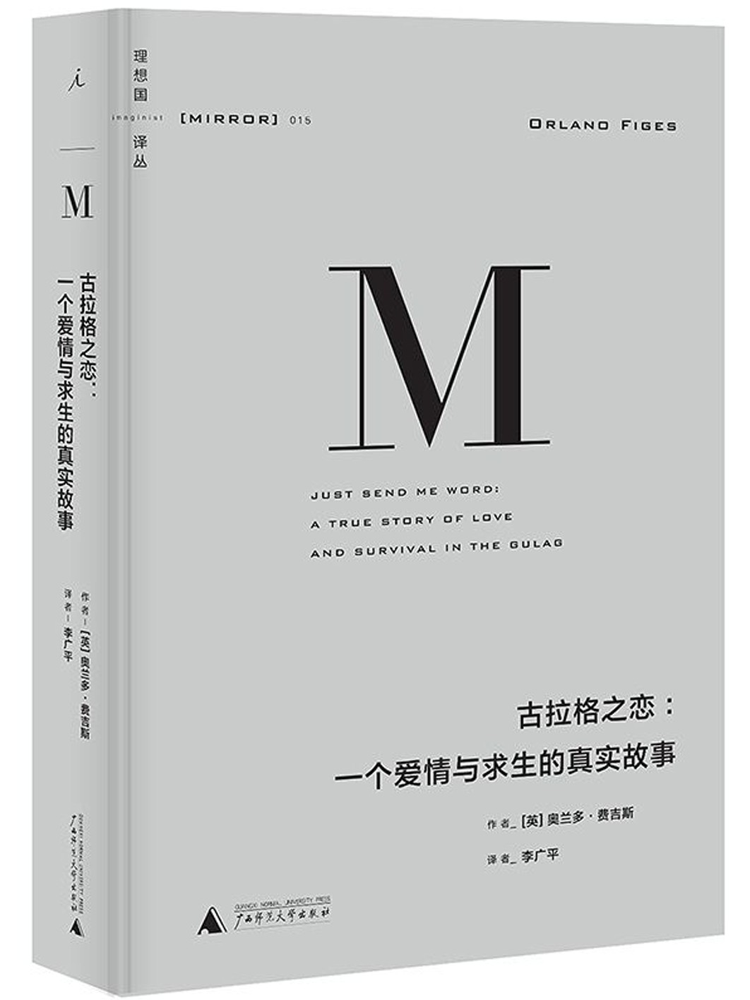 i
M
古拉格之恋：
一个爱情与求生的真实故事
作者— [英] 奥兰多·费吉斯
译者— 李广平
GUANGXI NORMAL UNIVERSITY PRESS
广西师范大学出版社
理想国
imaginist
译丛
[MIRROR] 015
ORLANO FIGES
M
JUST SEND ME WORD:
A TRUE STORY OF LOVE
AND SURVIVAL IN THE GULAG
古拉格之恋：
一个爱情与求生的真实故事
作者_ [英] 奥兰多·费吉斯
译者_ 李广平
GUANGXI NORMAL UNIVERSITY PRESS
广西师范大学出版社